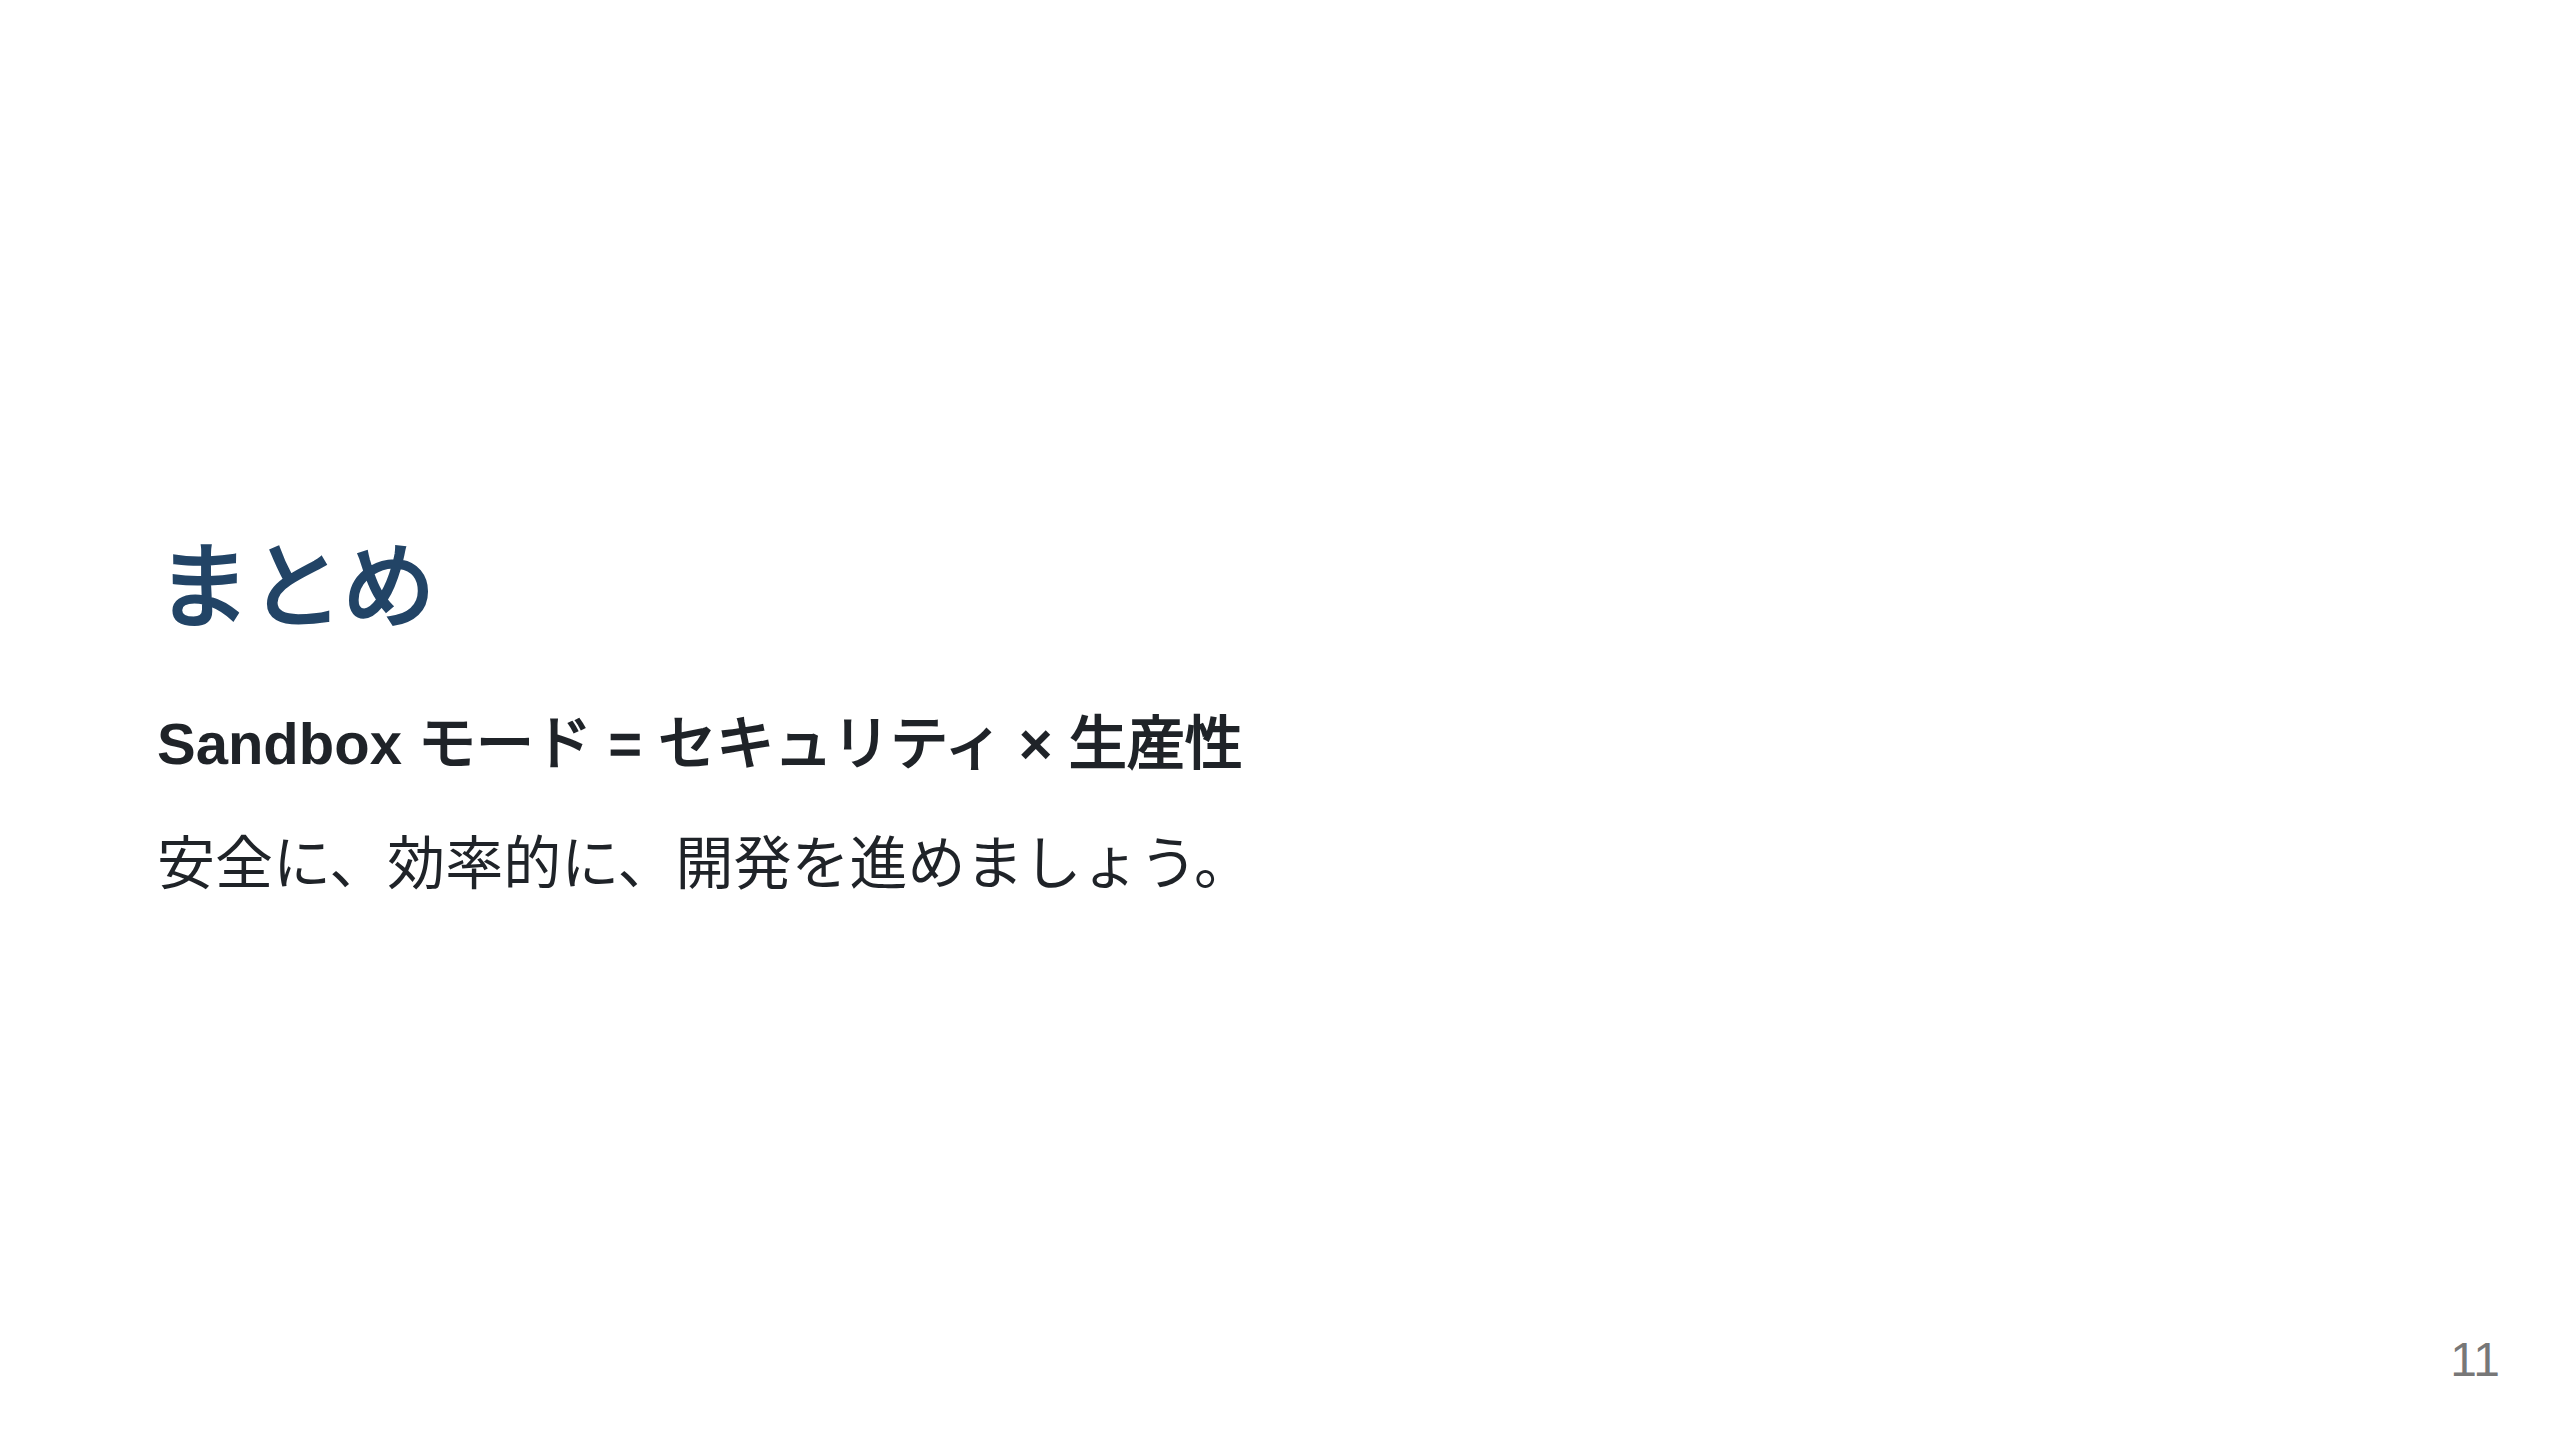 まとめ
Sandbox モード = セキュリティ × 生産性
安全に、効率的に、開発を進めましょう。
11